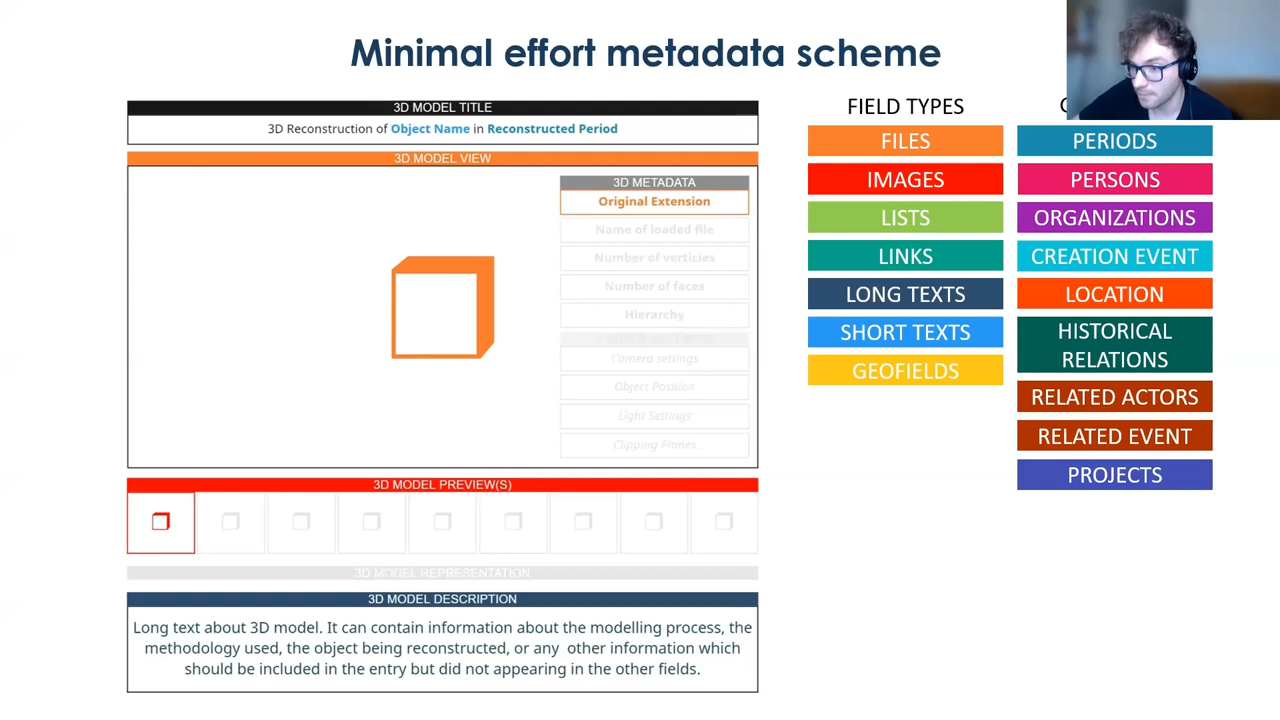 Minimal effort metadata scheme
3D MODEL TITLE
3D Reconstruction of Object Name in Reconstructed Period
3D MODEL VIEW
3D METADATA
Original Extension
Name of loaded file
Number of verticies
Number of faces
Hierarchy
Camera settings
Object Position
Light Settings
Clipping Planes
3D MODEL PREVIEW(S)
3D MODEL REPRESENTATION
3D MODEL DESCRIPTION
Long text about 3D model. It can contain information about the modelling process, the
methodology used, the object being reconstructed, or any other information which
should be included in the entry but did not appearing in the other fields.
FIELD TYPES
FILES
IMAGES
LISTS
LINKS
LONG TEXTS
SHORT TEXTS
GEOFIELDS
PERIODS
PERSONS
ORGANIZATIONS
CREATION EVENT
LOCATION
HISTORICAL
RELATIONS
RELATED ACTORS
RELATED EVENT
PROJECTS